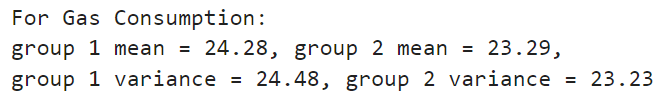 For Gas Consumption:
group 1 mean = 24.28, group 2 mean = 23.29,
group 1 variance = 24.48, group 2 variance = 23.23